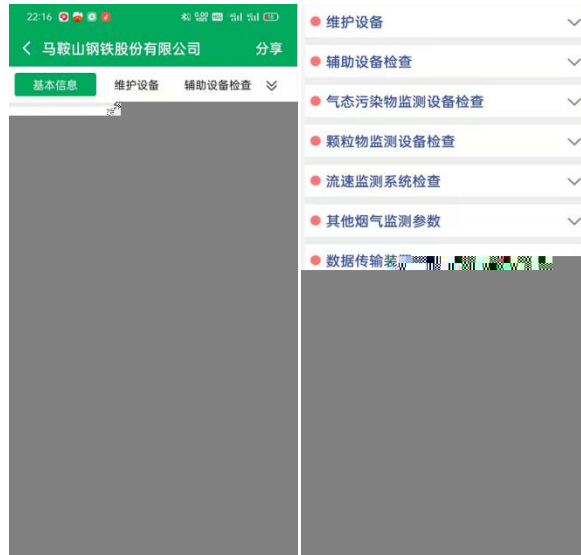 22:16
马鞍山钢铁股份有限公司 分享
基本信息 维护设备 辅助设备检查
维护设备
辅助设备检查
气态污染物监测设备检查
颗粒物监测设备检查
流速监测系统检查
其他烟气监测参数
数据传输装